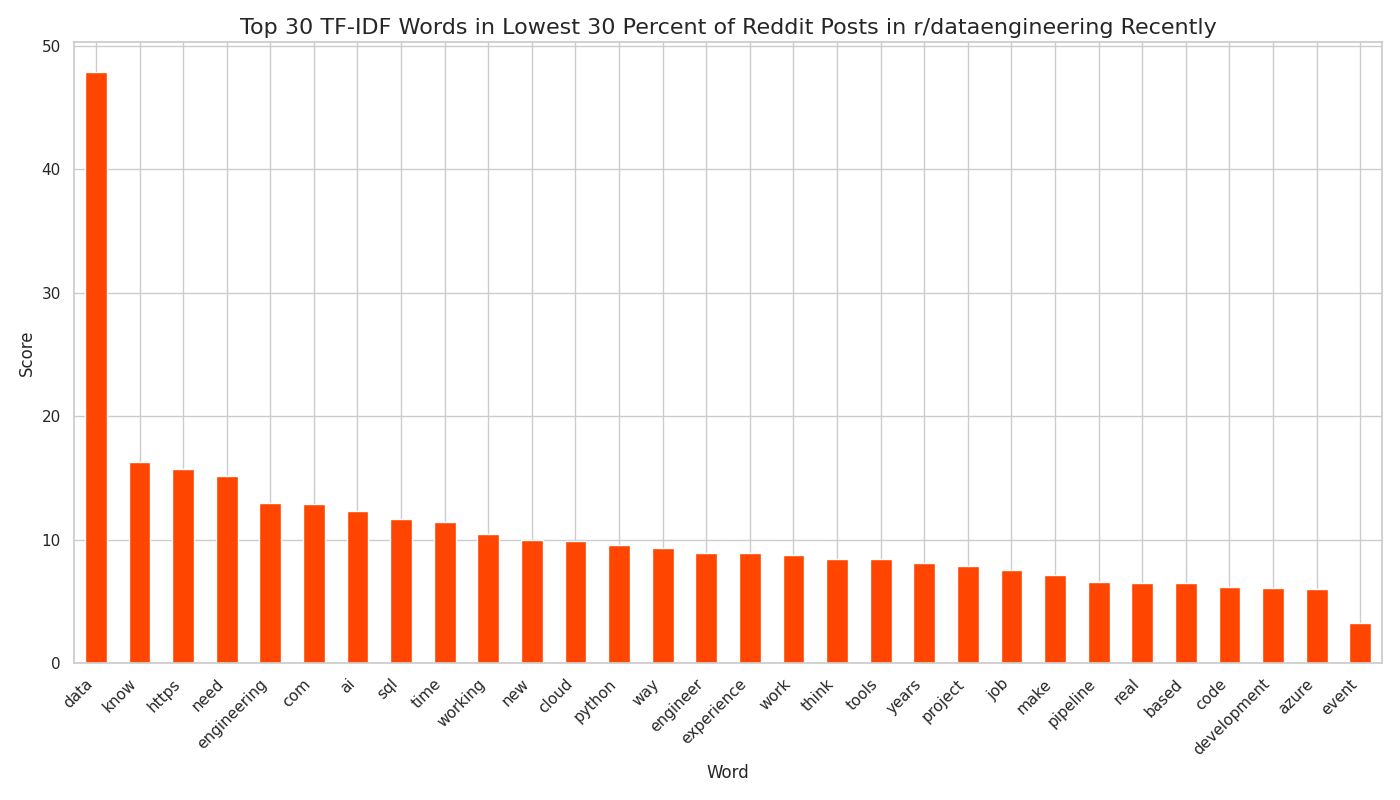 Top 30 TF-IDF Words in Lowest 30 Percent of Reddit Posts in r/dataengineering Recently
50
40
30
20
10
0
Score
data
know
https
need
engineering
com
ai
sql
time
working
new
cloud
python
way
engineer
experience
work
think
tools
years
project
job
make
pipeline
real
based
code
development
azure
event
Word